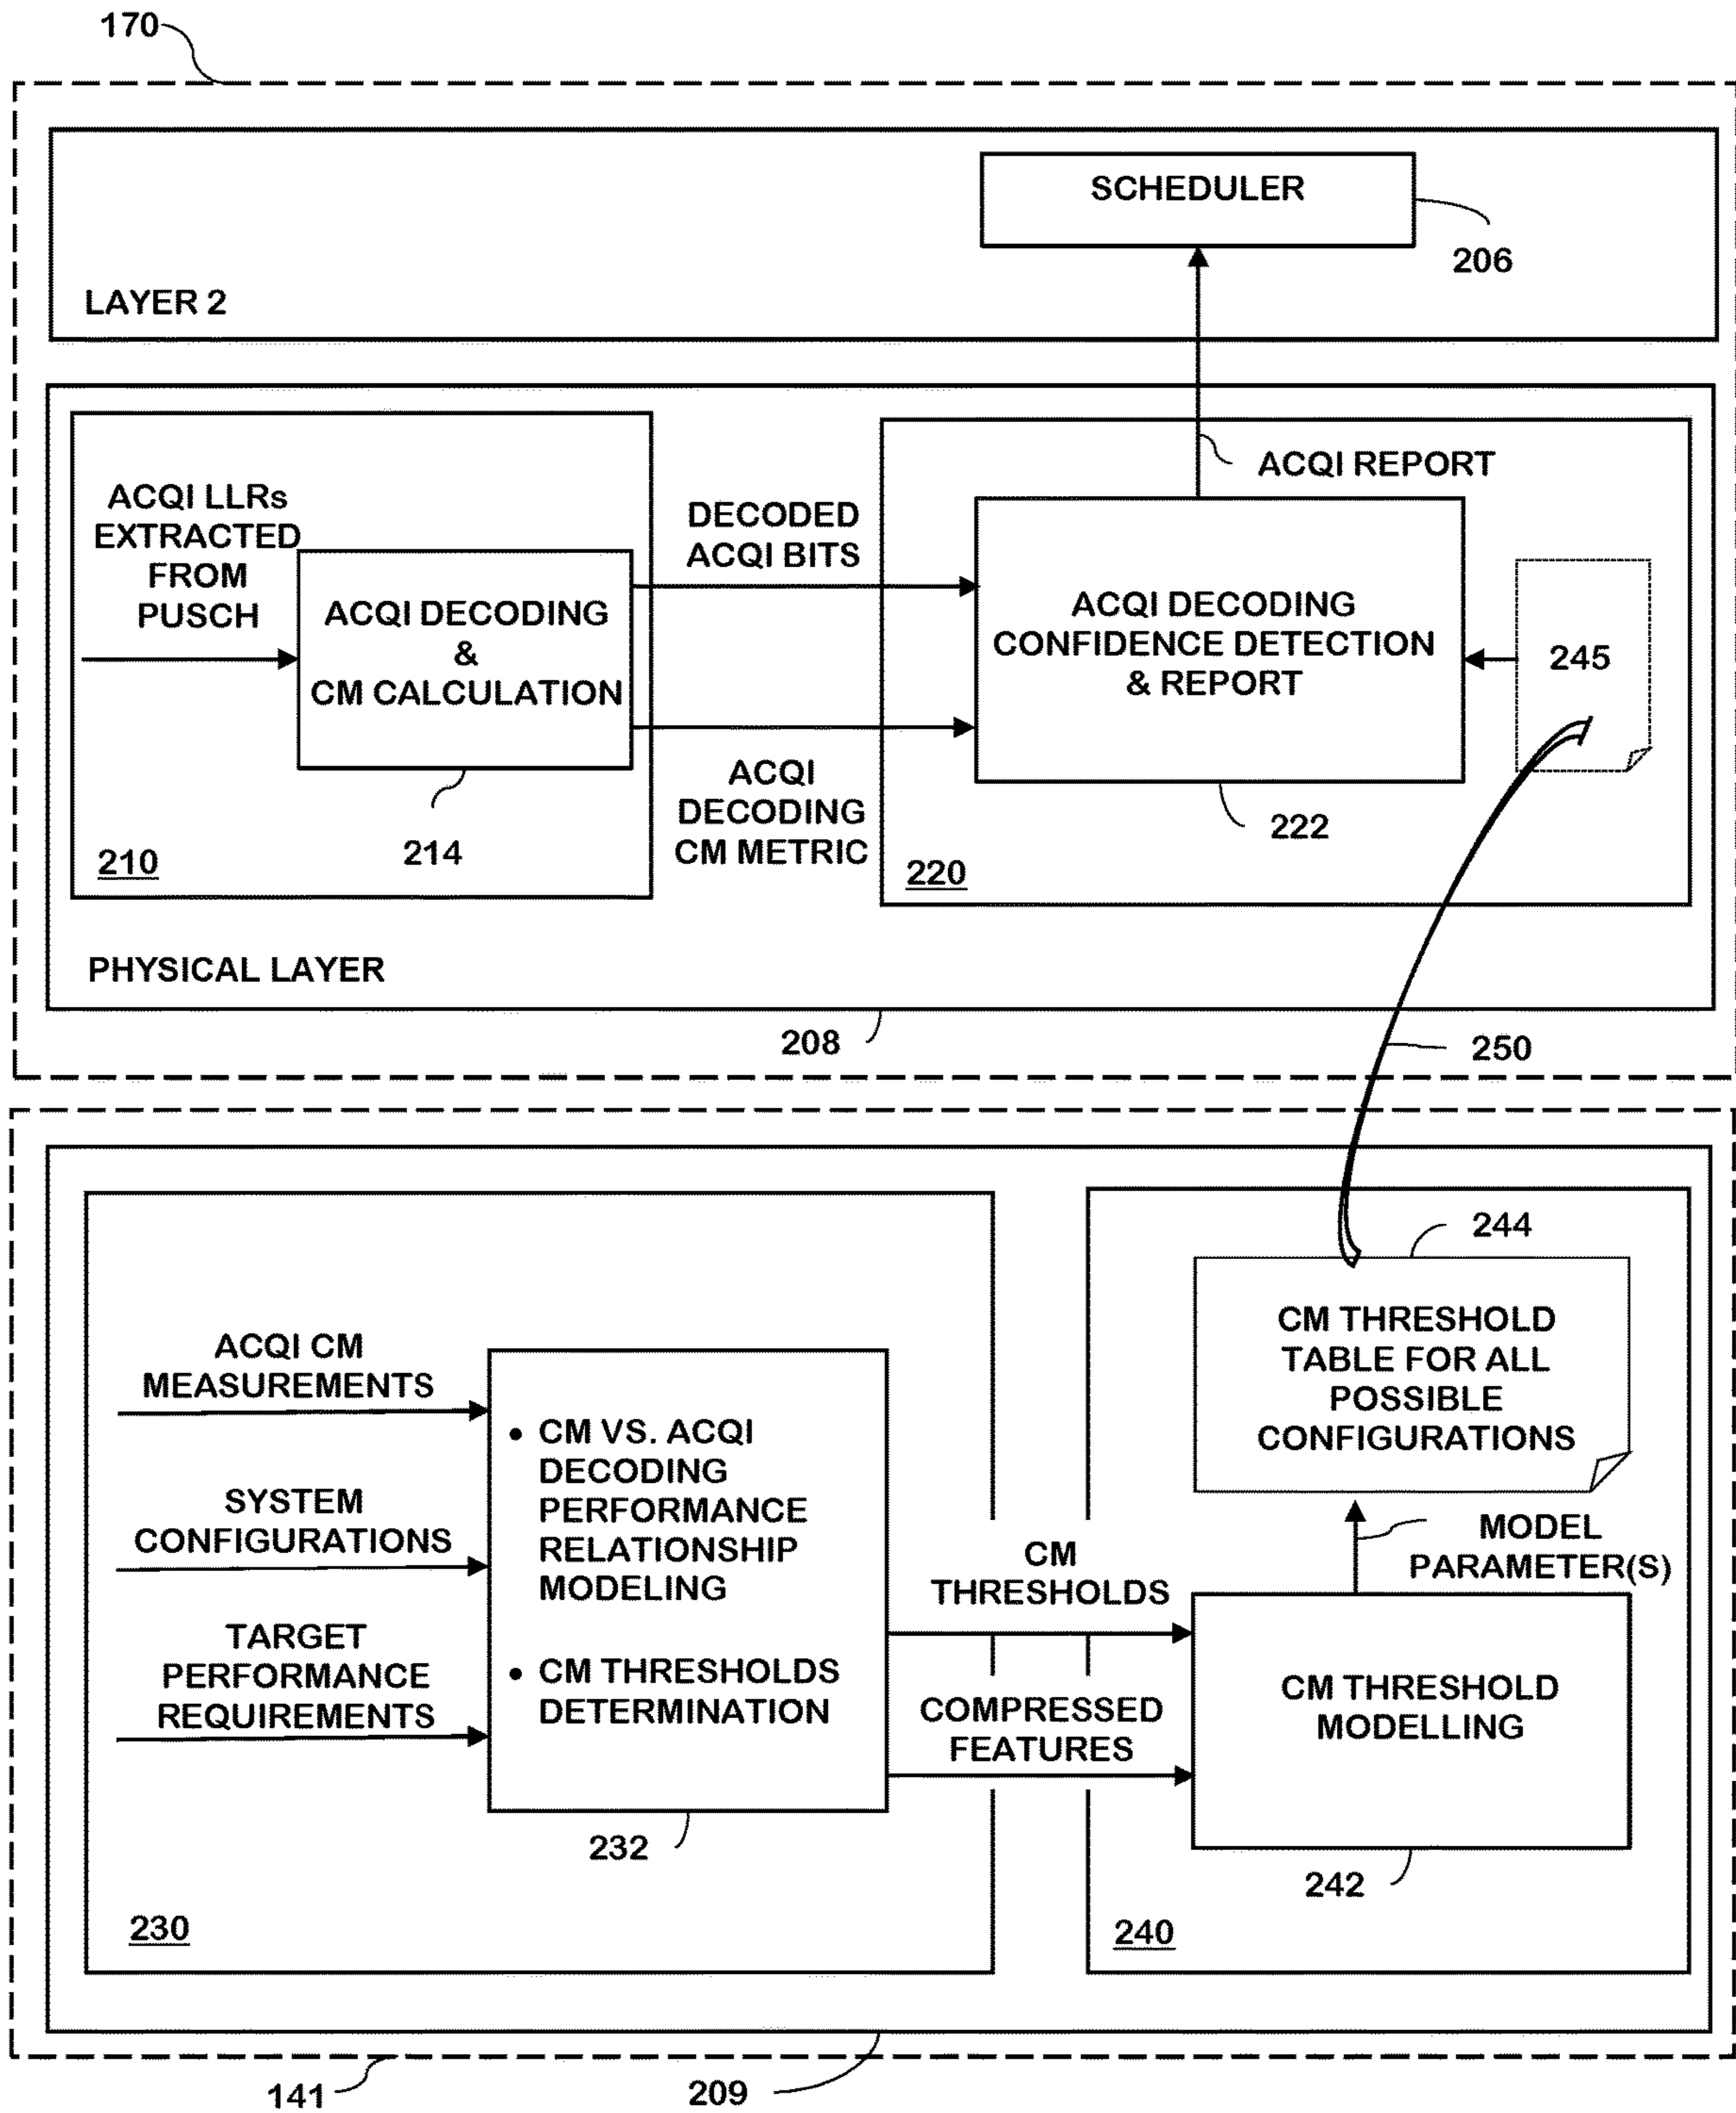 170
SCHEDULER
206
LAYER 2
ACQI REPORT
ACQI LLRs
EXTRACTED
FROM
PUSCH
DECODED
ACQI BITS
ACQI DECODING
&
CM CALCULATION
ACQI DECODING
CONFIDENCE DETECTION
& REPORT
245
ACQI
DECODING
CM METRIC
214
222
210
220
PHYSICAL LAYER
208
250
244
CM THRESHOLD
TABLE FOR ALL
POSSIBLE
CONFIGURATIONS
ACQI CM
MEASUREMENTS
SYSTEM
CONFIGURATIONS
TARGET
PERFORMANCE
REQUIREMENTS
• CM VS. ACQI
DECODING
PERFORMANCE
RELATIONSHIP
MODELING
• CM THRESHOLDS
DETERMINATION
CM
THRESHOLDS
MODEL
PARAMETER(S)
COMPRESSED
FEATURES
CM THRESHOLD
MODELLING
232
242
230
240
141
209